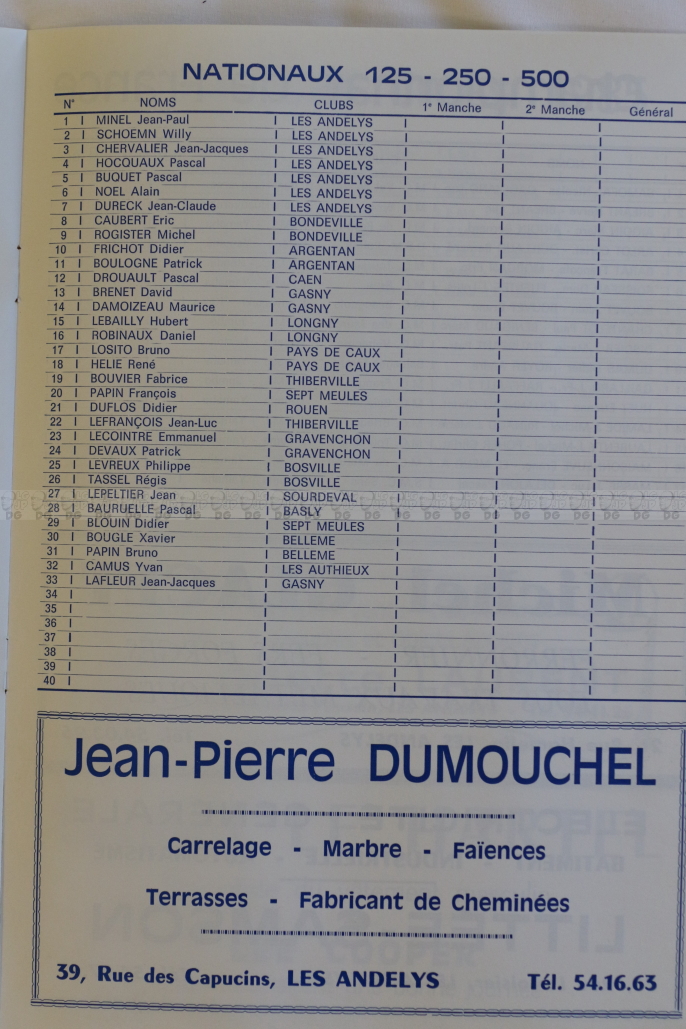 NATIONAUX 125 - 250 - 500
N° NOMS CLUBS 1e Manche 2e Manche Général
1 MINEL Jean-Paul LES ANDELYS
2 SCHOEMN Willy LES ANDELYS
3 CHERVALIER Jean-Jacques LES ANDELYS
4 HOCQUAUX Pascal LES ANDELYS
5 BUQUET Pascal LES ANDELYS
6 NOEL Alain LES ANDELYS
7 DURECK Jean-Claude LES ANDELYS
8 CAUBERT Eric BONDEVILLE
9 ROGISTER Michel BONDEVILLE
10 FRICHOT Didier ARGENTAN
11 BOULOGNE Patrick ARGENTAN
12 DROUAULT Pascal CAEN
13 BRENET David GASNY
14 DAMOIZEAU Maurice GASNY
15 LEBAILLY Hubert LONGNY
16 ROBINAUX Daniel LONGNY
17 LOSITO Bruno PAYS DE CAUX
18 HELIE René PAYS DE CAUX
19 BOUVIER Fabrice THIBERVILLE
20 PAPIN François SEPT MEULES
21 DUFLOS Didier ROUEN
22 LEFRANÇOIS Jean-Luc THIBERVILLE
23 LECOINTRE Emmanuel GRAVENCHON
24 DEVAUX Patrick GRAVENCHON
25 LEVREUX Philippe BOSVILLE
26 TASSEL Régis BOSVILLE
27 LEPELTIER Jean SOURDEVAL
28 BAURUELLE Pascal BASLY
29 BLOUIN Didier SEPT MEULES
30 BOUGLE Xavier BELLEME
31 PAPIN Bruno BELLEME
32 CAMUS Yvan LES AUTHIEUX
33 LAFLEUR Jean-Jacques GASNY
34
35
36
37
38
39
40
Jean-Pierre DUMOUCHEL
Carrelage - Marbre - Faïences
Terrasses - Fabricant de Cheminées
39, Rue des Capucins, LES ANDELYS Tél. 54.16.63